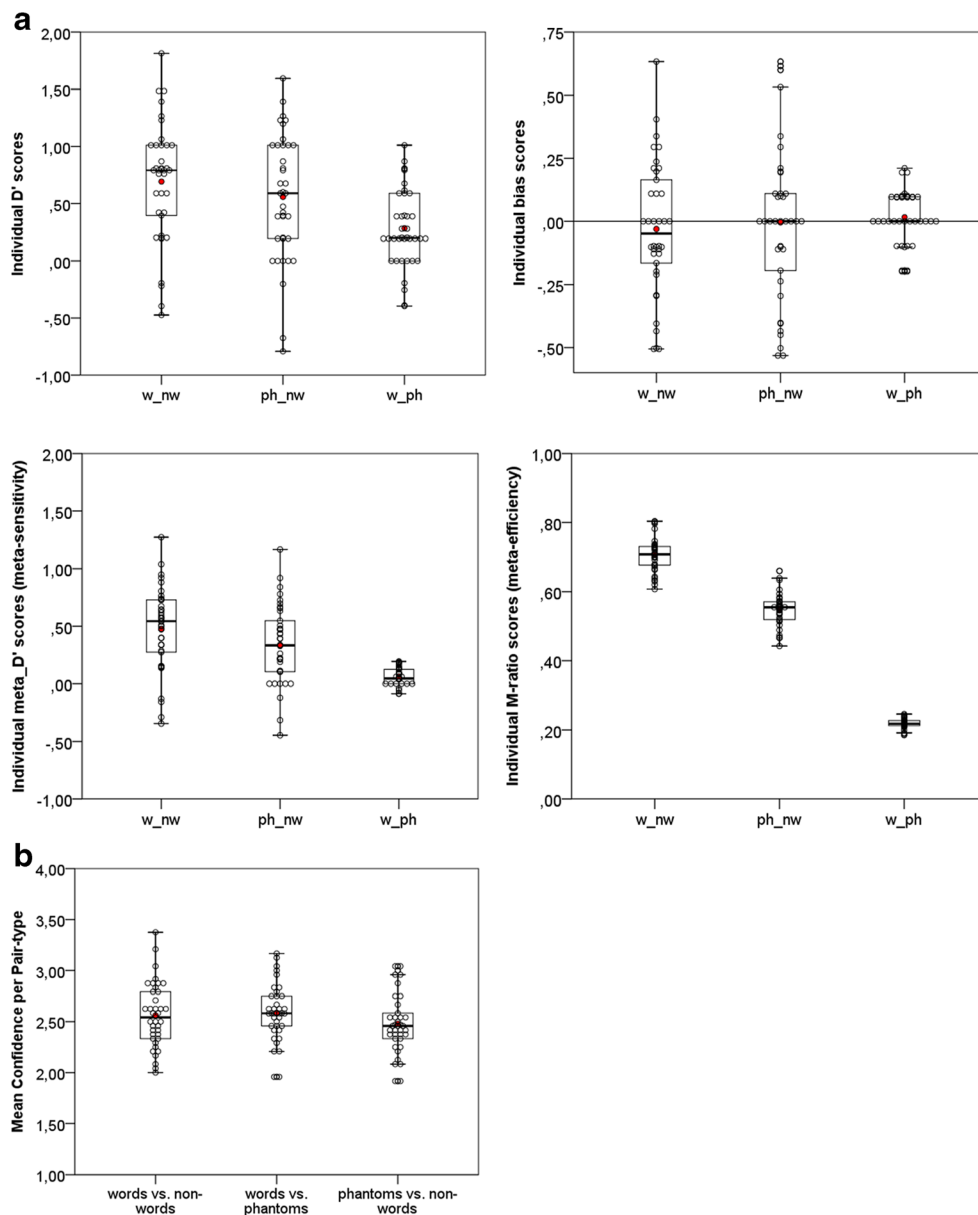 a
Individual D' scores
2,00
1,50
1,00
,50
,00
-,50
-1,00
w_nw ph_nw w_ph
Individual bias scores
,75
,50
,25
,00
-,25
-,50
w_nw ph_nw w_ph
Individual meta_D' scores (meta-sensitivity)
2,00
1,50
1,00
,50
,00
-,50
-1,00
w_nw ph_nw w_ph
Individual M-ratio scores (meta-efficiency)
1,00
,80
,60
,40
,20
,00
w_nw ph_nw w_ph
b
Mean Confidence per Pair-type
4,00
3,50
3,00
2,50
2,00
1,50
1,00
words vs. non-
words
words vs.
phantoms
phantoms vs. non-
words